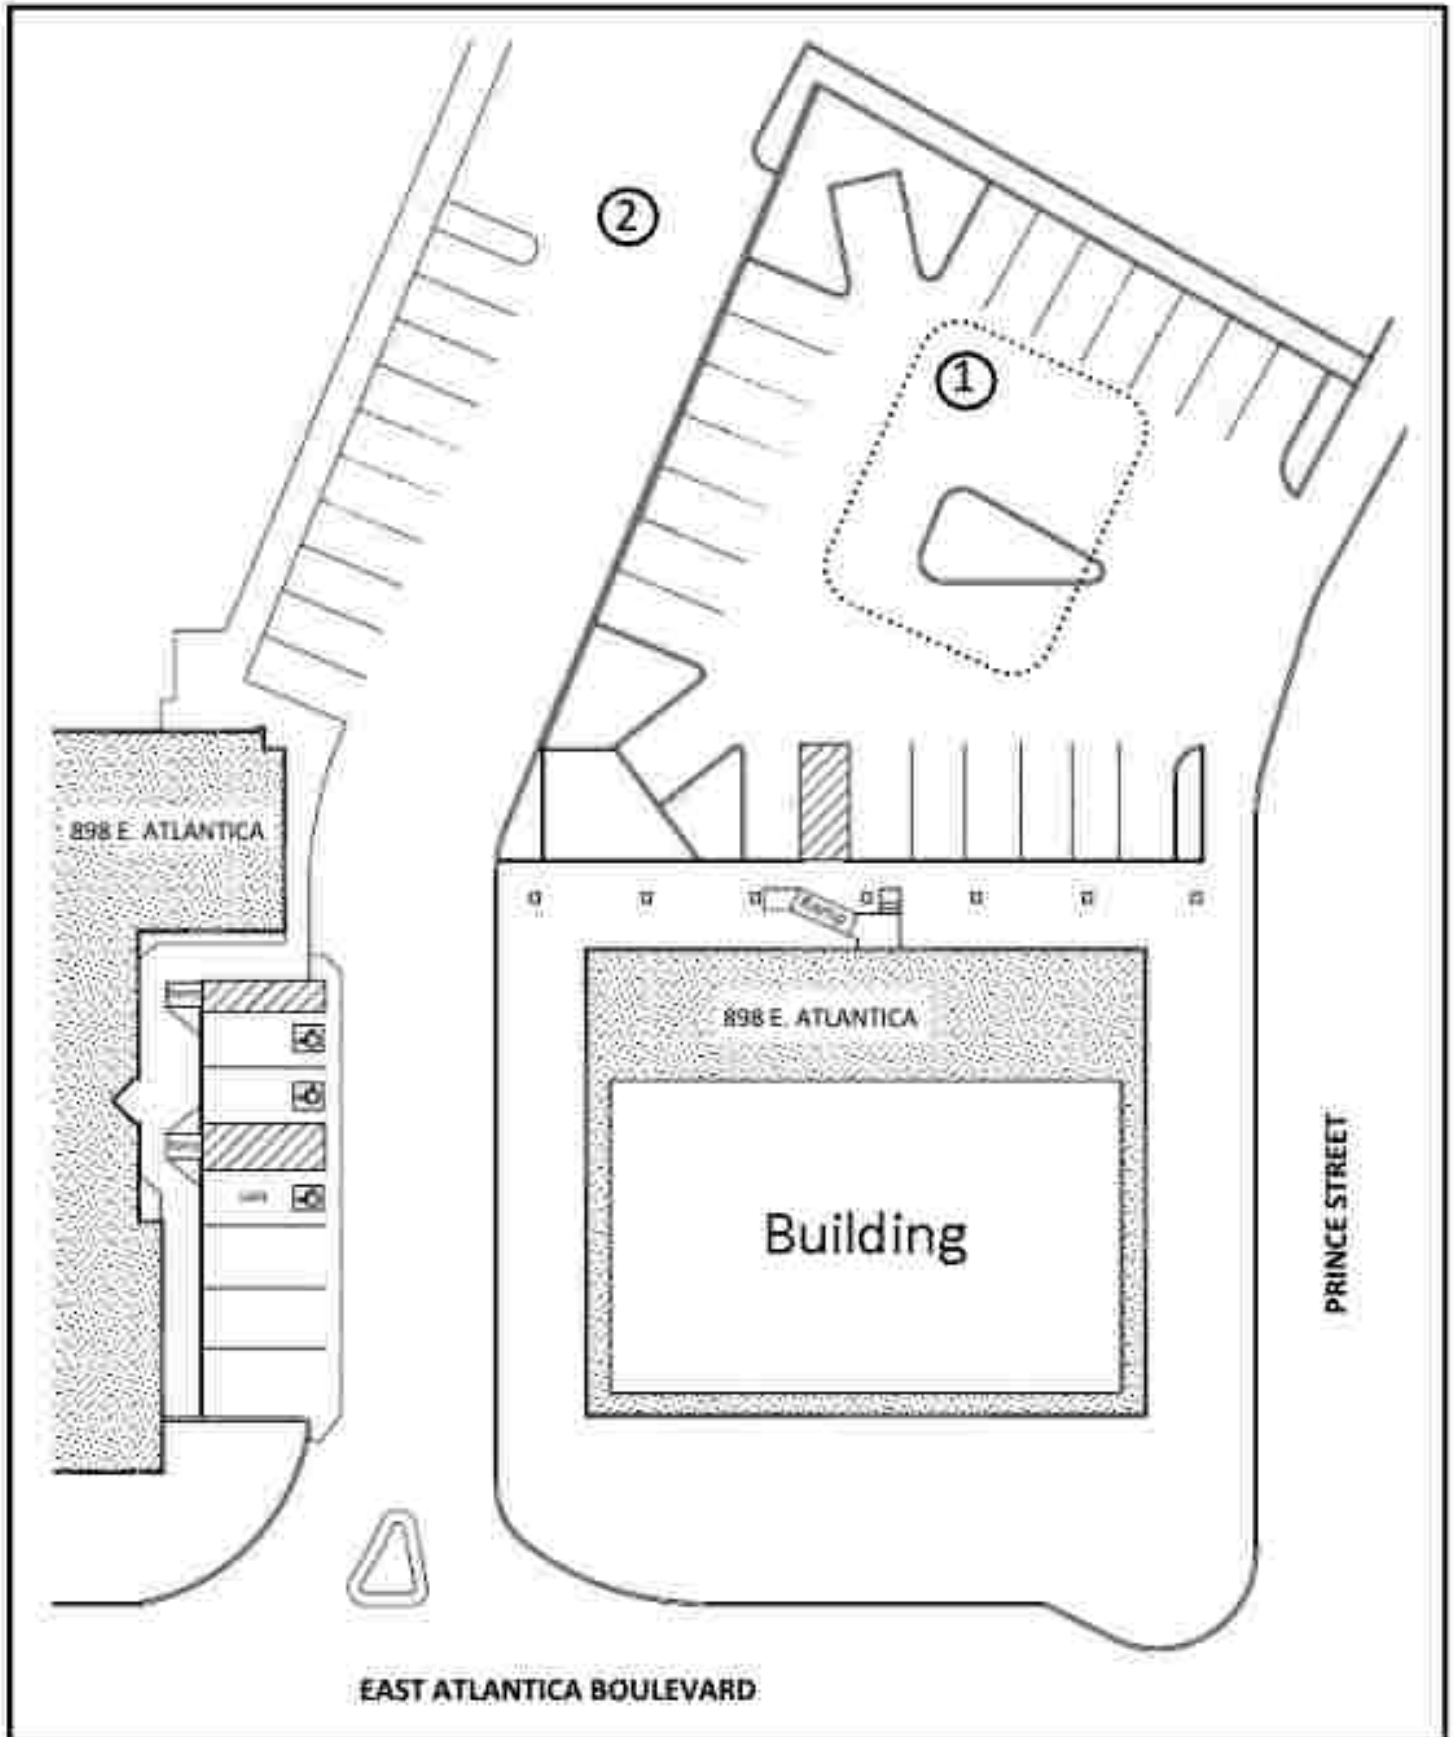 2
1
898 E. ATLANTICA
898 E. ATLANTICA
Building
PRINCE STREET
EAST ATLANTICA BOULEVARD